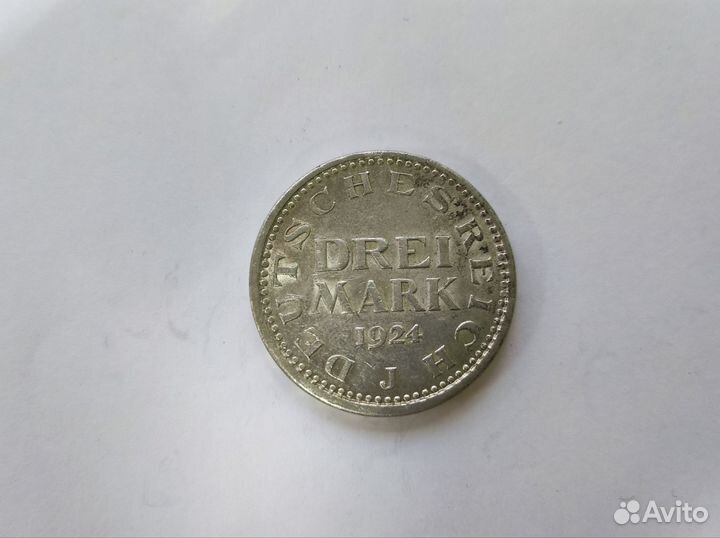 DEUTSCHES REICH
DREI
MARK
1924
J
Avito